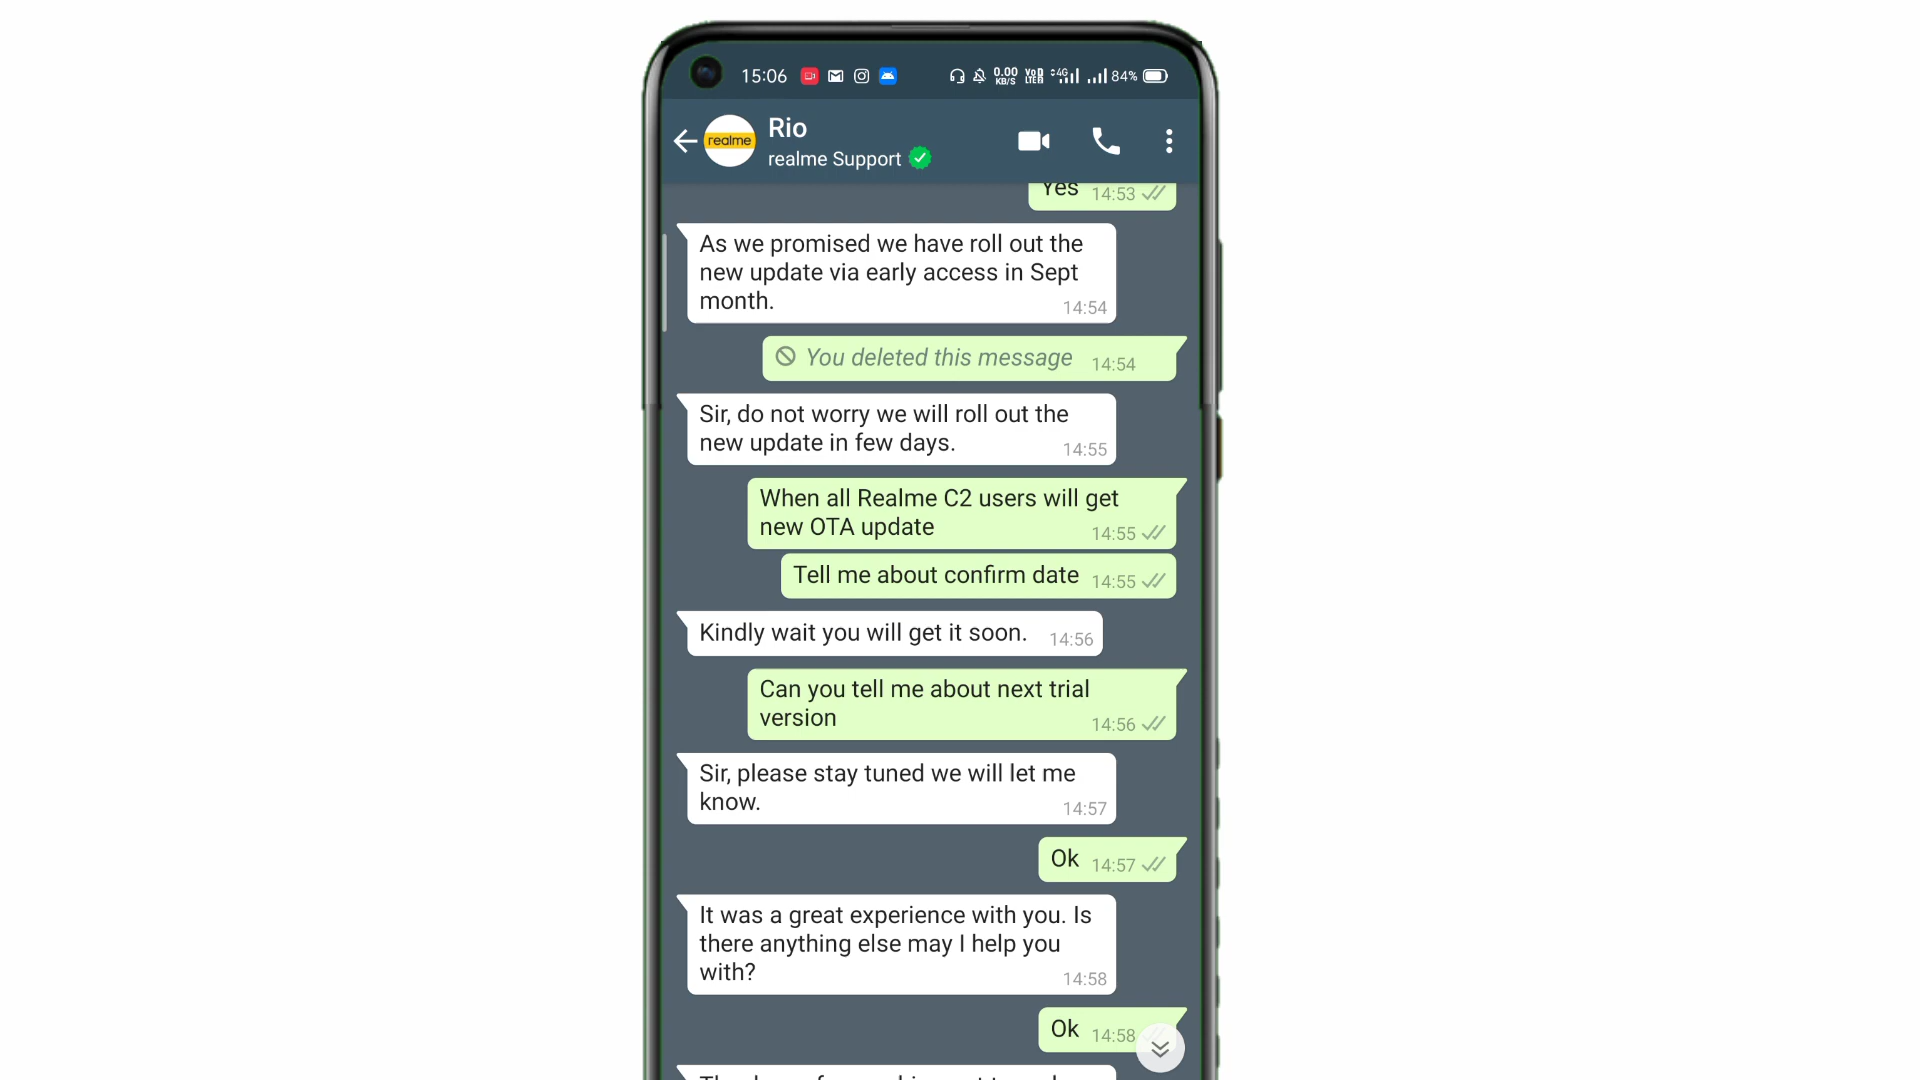 15:06 0.00 KB/S VoD LTE 4G 84%
Rio
realme
realme Support
Yes 14:53
As we promised we have roll out the
new update via early access in Sept
month. 14:54
You deleted this message 14:54
Sir, do not worry we will roll out the
new update in few days. 14:55
When all Realme C2 users will get
new OTA update 14:55
Tell me about confirm date 14:55
Kindly wait you will get it soon. 14:56
Can you tell me about next trial
version 14:56
Sir, please stay tuned we will let me
know. 14:57
Ok 14:57
It was a great experience with you. Is
there anything else may I help you
with? 14:58
Ok 14:58